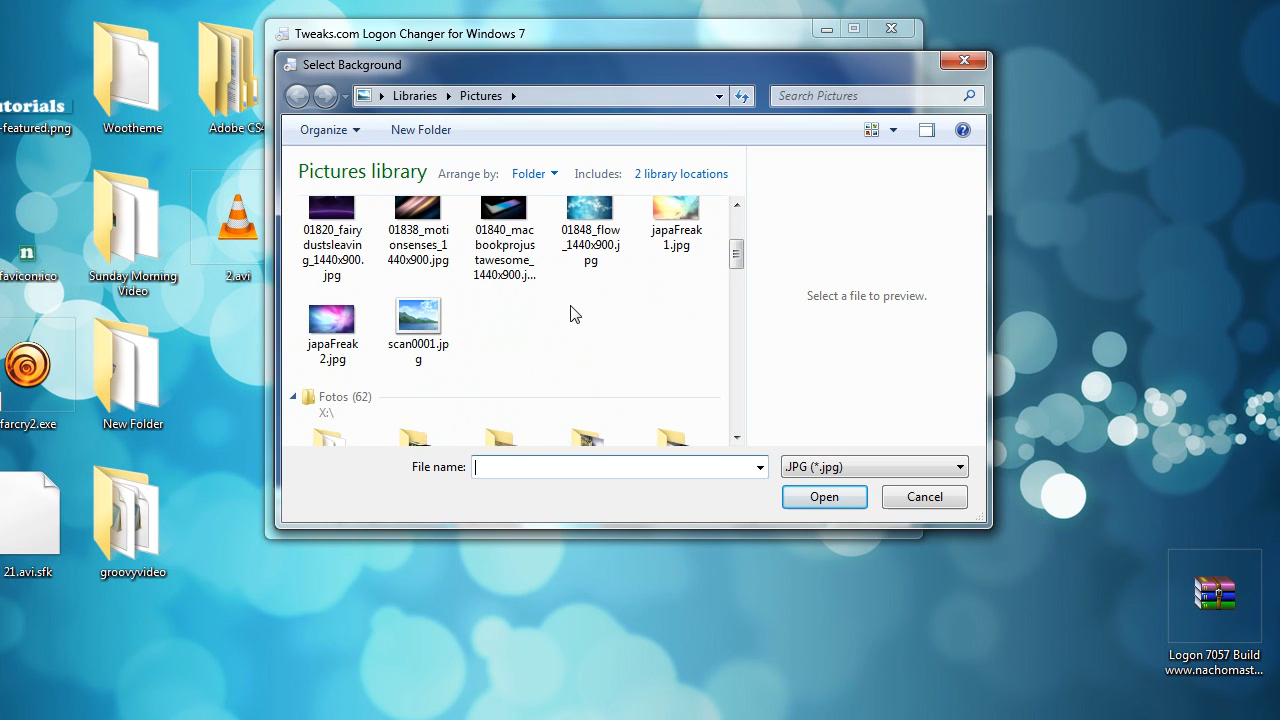 Tweaks.com Logon Changer for Windows 7
Select Background
Libraries
Pictures
Search Pictures
Organize
New Folder
Pictures library
Arrange by:
Folder
Includes:
2 library locations
01820_fairy
dustsleavin
g_1440x900.
jpg
01838_moti
onsenses_1
440x900.jpg
01840_mac
bookprojus
tawesome_
1440x900.j...
01848_flow
_1440x900.j
pg
japaFreak
1.jpg
japaFreak
2.jpg
scan0001.jp
g
Fotos (62)
X:\
Select a file to preview.
File name:
JPG (*.jpg)
Open
Cancel
utorials
-featured.png
Wootheme
Adobe CS4
n
faviconico
Sunday Morning
Video
2.avi
farcry2.exe
New Folder
21.avi.sfk
groovyvideo
Logon 7057 Build
www.nachomast...